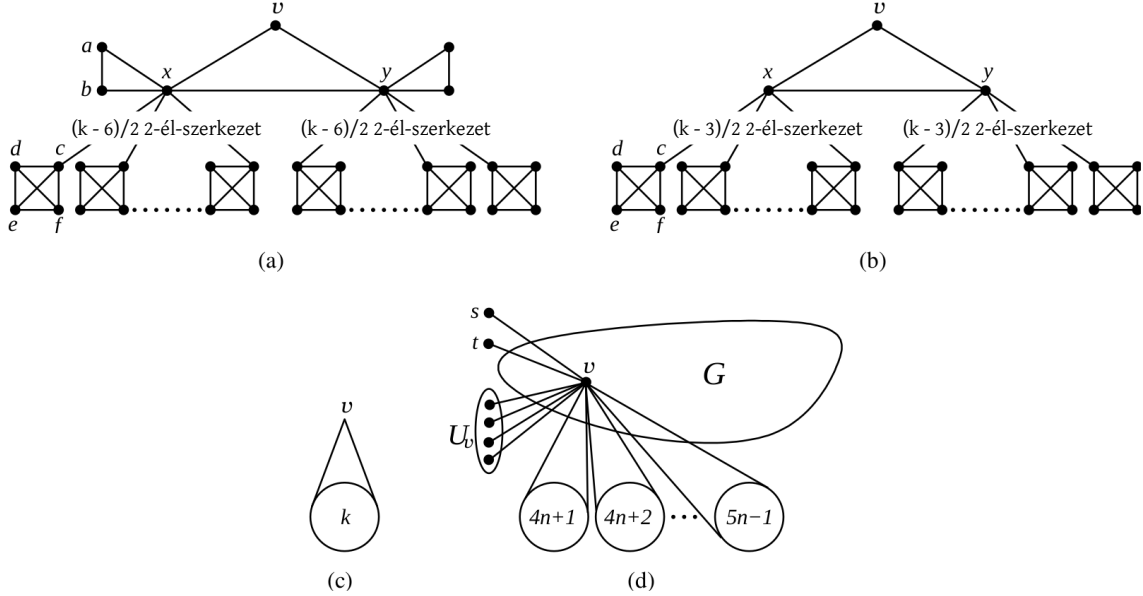 v
a
x
y
b
(k - 6)/2 2-él-szerkezet (k - 6)/2 2-él-szerkezet
d c
e f
(a)
v
x
y
(k - 3)/2 2-él-szerkezet (k - 3)/2 2-él-szerkezet
d c
e f
(b)
v
k
(c)
s
t
v
G
Uv
4n+1 4n+2 5n−1
(d)